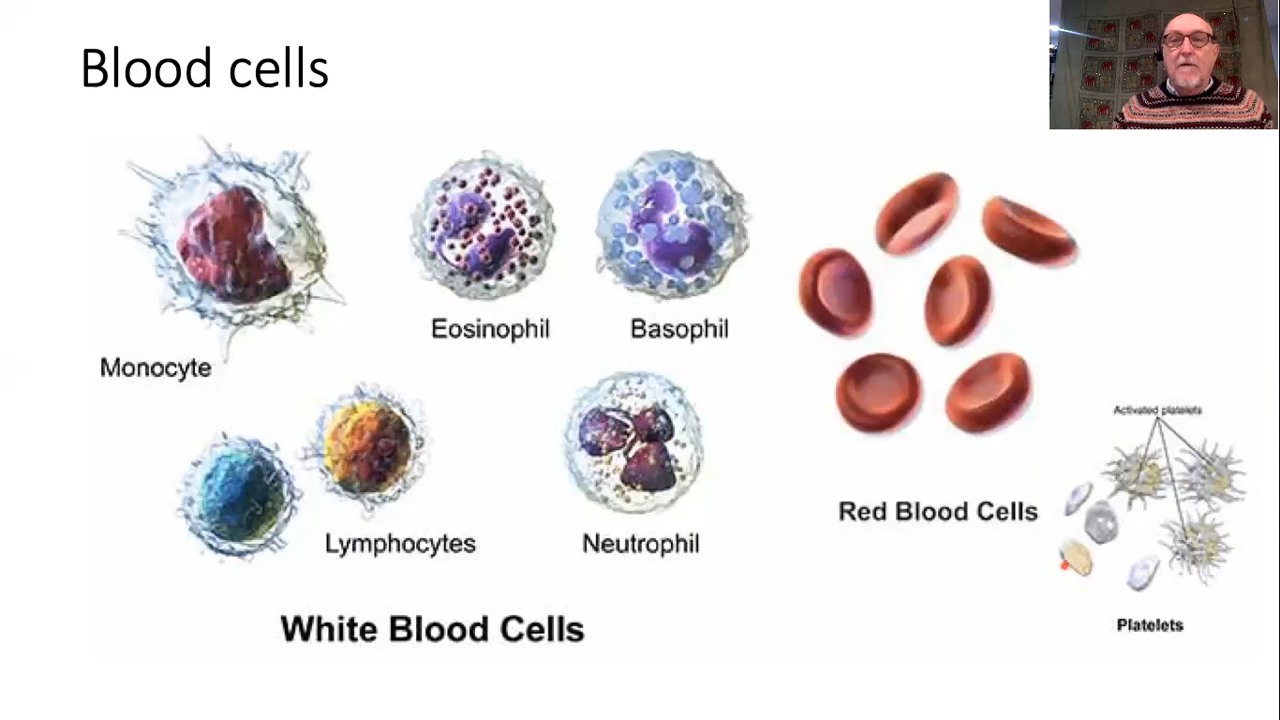 Blood cells
Monocyte
Eosinophil
Basophil
Lymphocytes
Neutrophil
White Blood Cells
Red Blood Cells
Activated platelets
Platelets